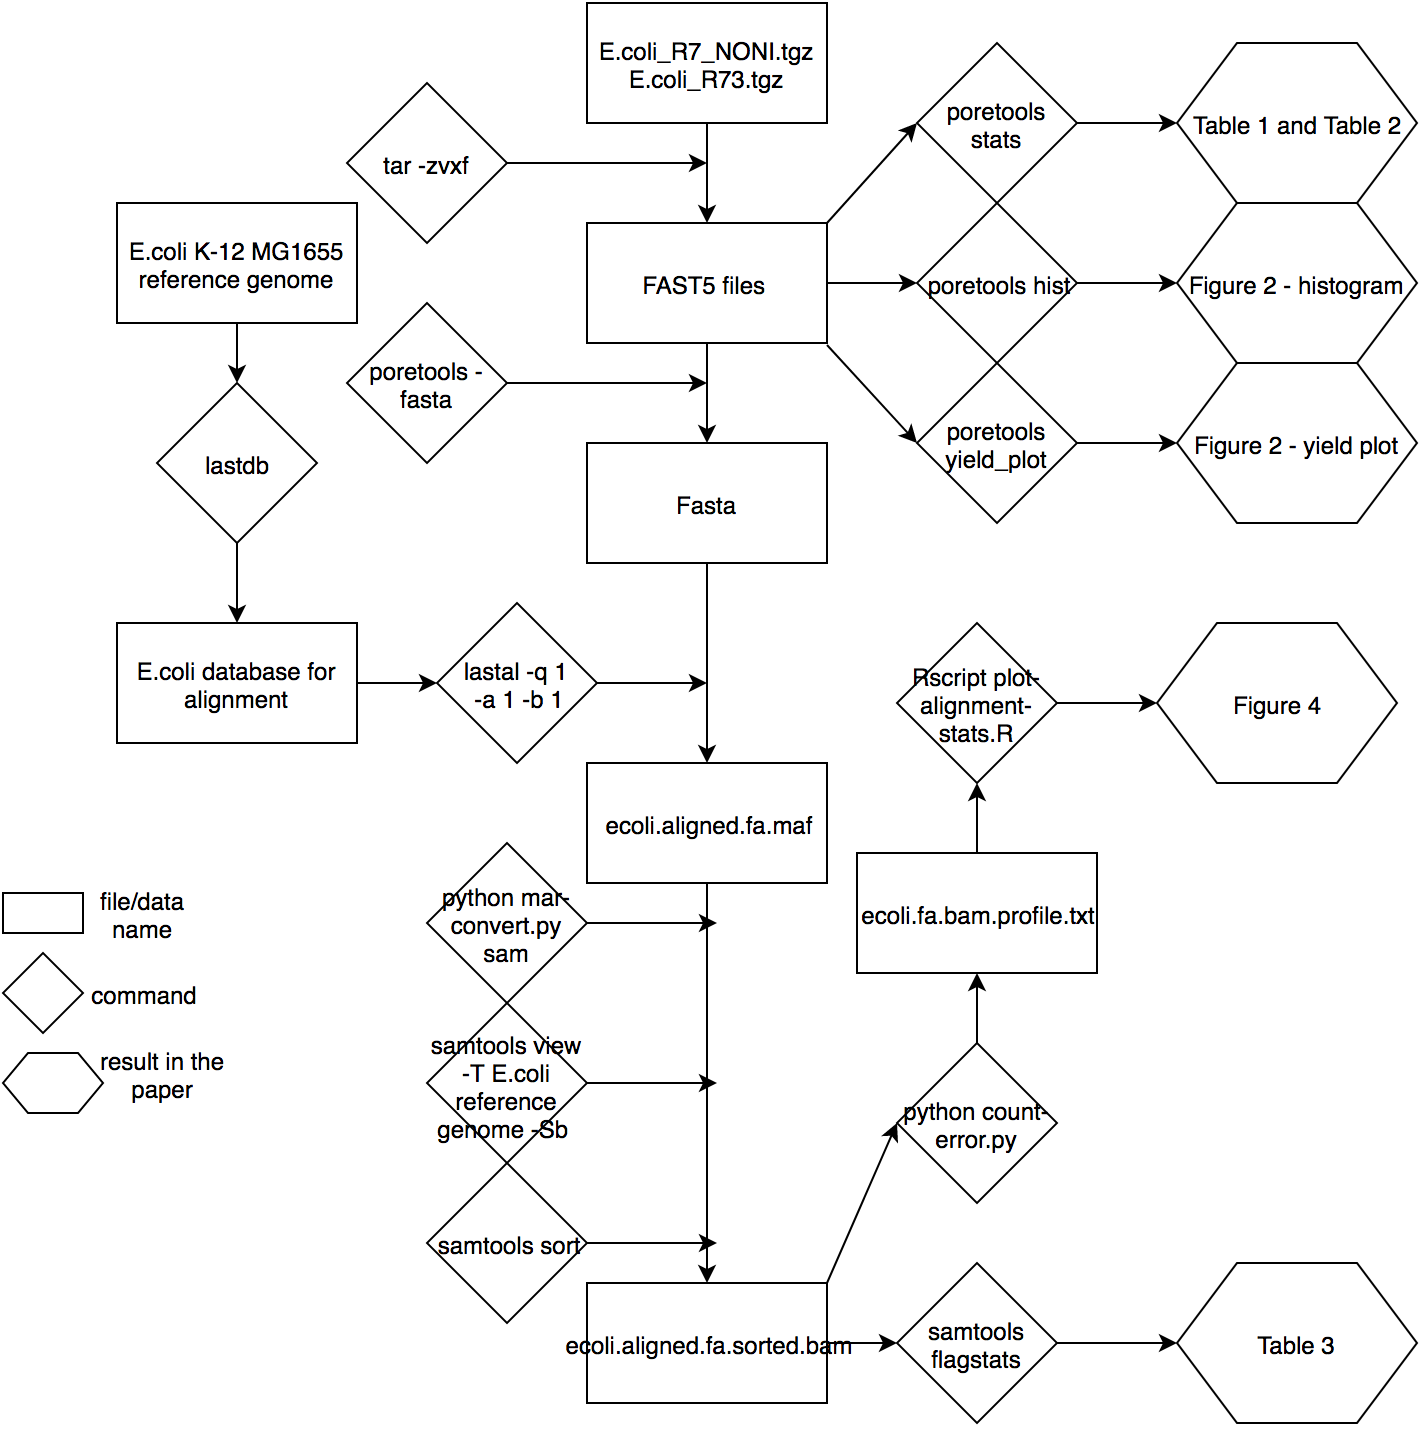 E.coli_R7_NONI.tgz
E.coli_R73.tgz
tar -zvxf
poretools
stats
Table 1 and Table 2
E.coli K-12 MG1655
reference genome
FAST5 files
poretools hist
Figure 2 - histogram
poretools -
fasta
poretools
yield_plot
Figure 2 - yield plot
lastdb
Fasta
E.coli database for
alignment
lastal -q 1
-a 1 -b 1
Rscript plot-
alignment-
stats.R
Figure 4
ecoli.aligned.fa.maf
python mar-
convert.py
sam
ecoli.fa.bam.profile.txt
file/data
name
command
result in the
paper
samtools view
-T E.coli
reference
genome -Sb
python count-
error.py
samtools sort
ecoli.aligned.fa.sorted.bam
samtools
flagstats
Table 3